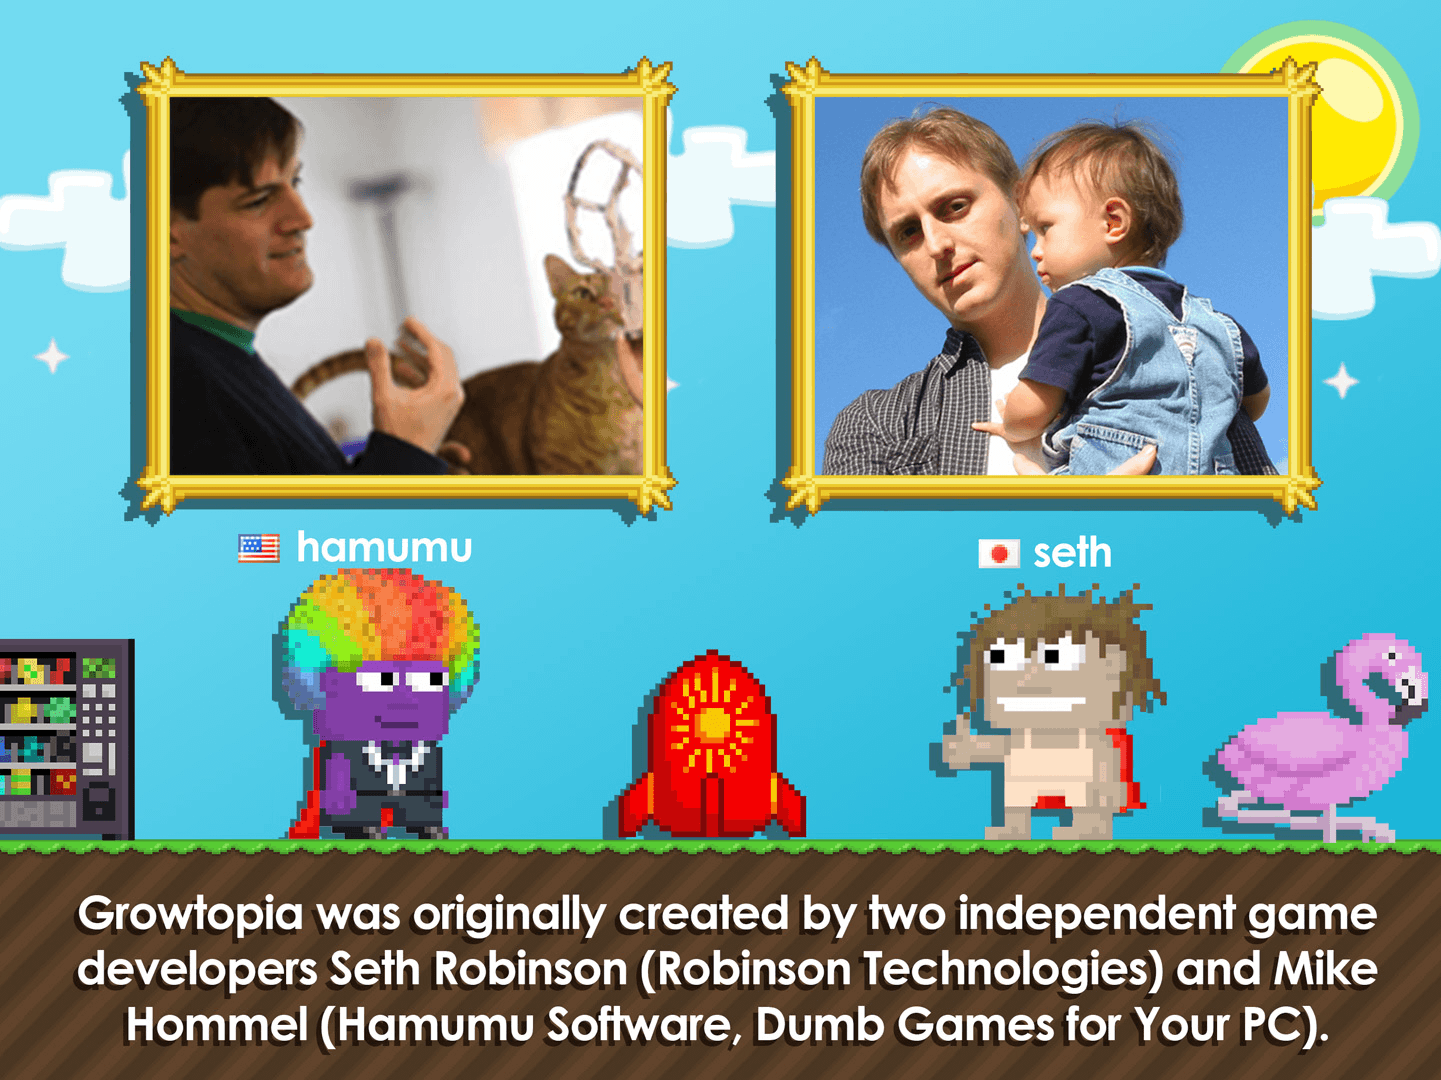 hamumu
seth
Growtopia was originally created by two independent game
developers Seth Robinson (Robinson Technologies) and Mike
Hommel (Hamumu Software, Dumb Games for Your PC).